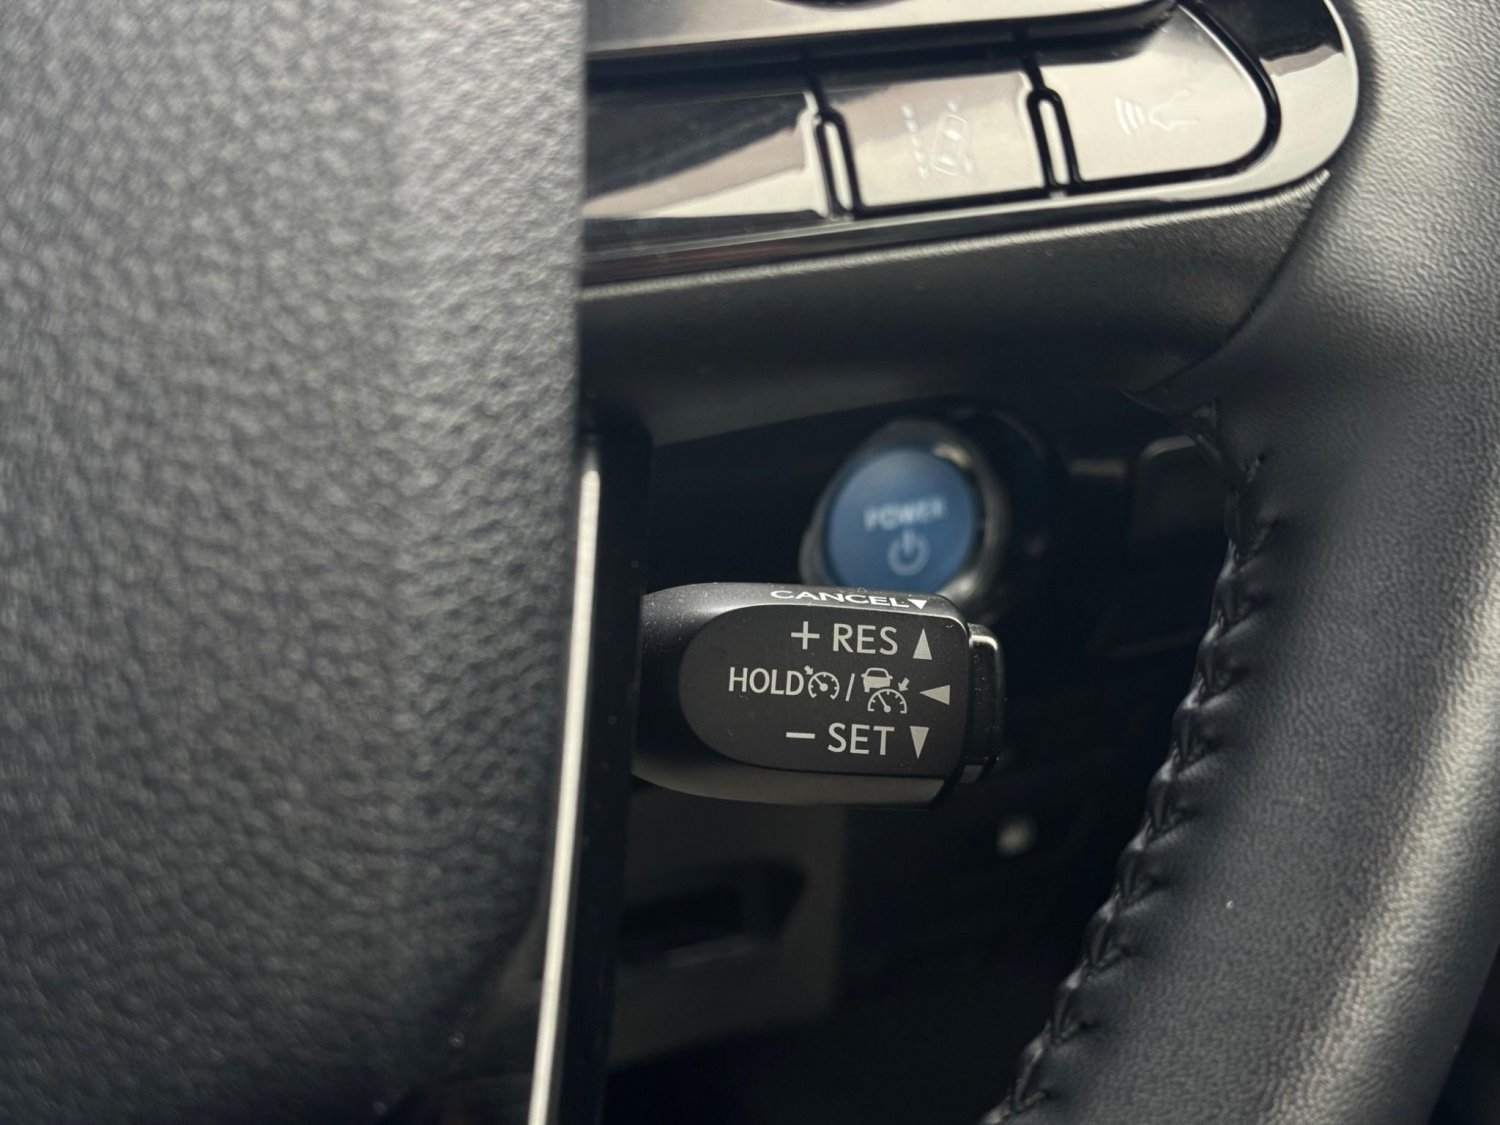 POWER
CANCEL▼
+ RES ▲
HOLD / ◀
− SET ▼